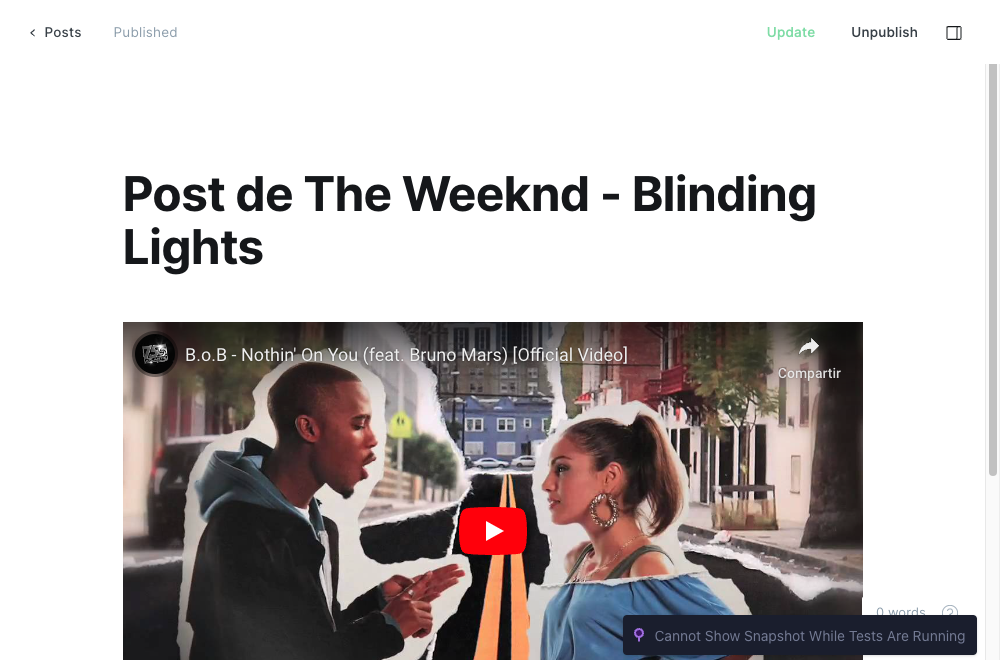 Posts
Published
Update
Unpublish
Post de The Weeknd - Blinding
Lights
B.o.B - Nothin' On You (feat. Bruno Mars) [Official Video]
Compartir
0 words
?
Cannot Show Snapshot While Tests Are Running